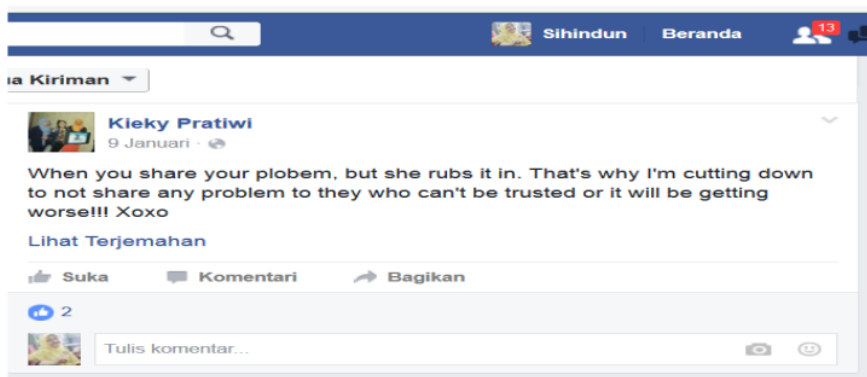 Sihindun Beranda 13
ua Kiriman
Kieky Pratiwi
9 Januari ·
When you share your plobem, but she rubs it in. That's why I'm cutting down
to not share any problem to they who can't be trusted or it will be getting
worse!!! Xoxo
Lihat Terjemahan
Suka Komentari Bagikan
2
Tulis komentar...